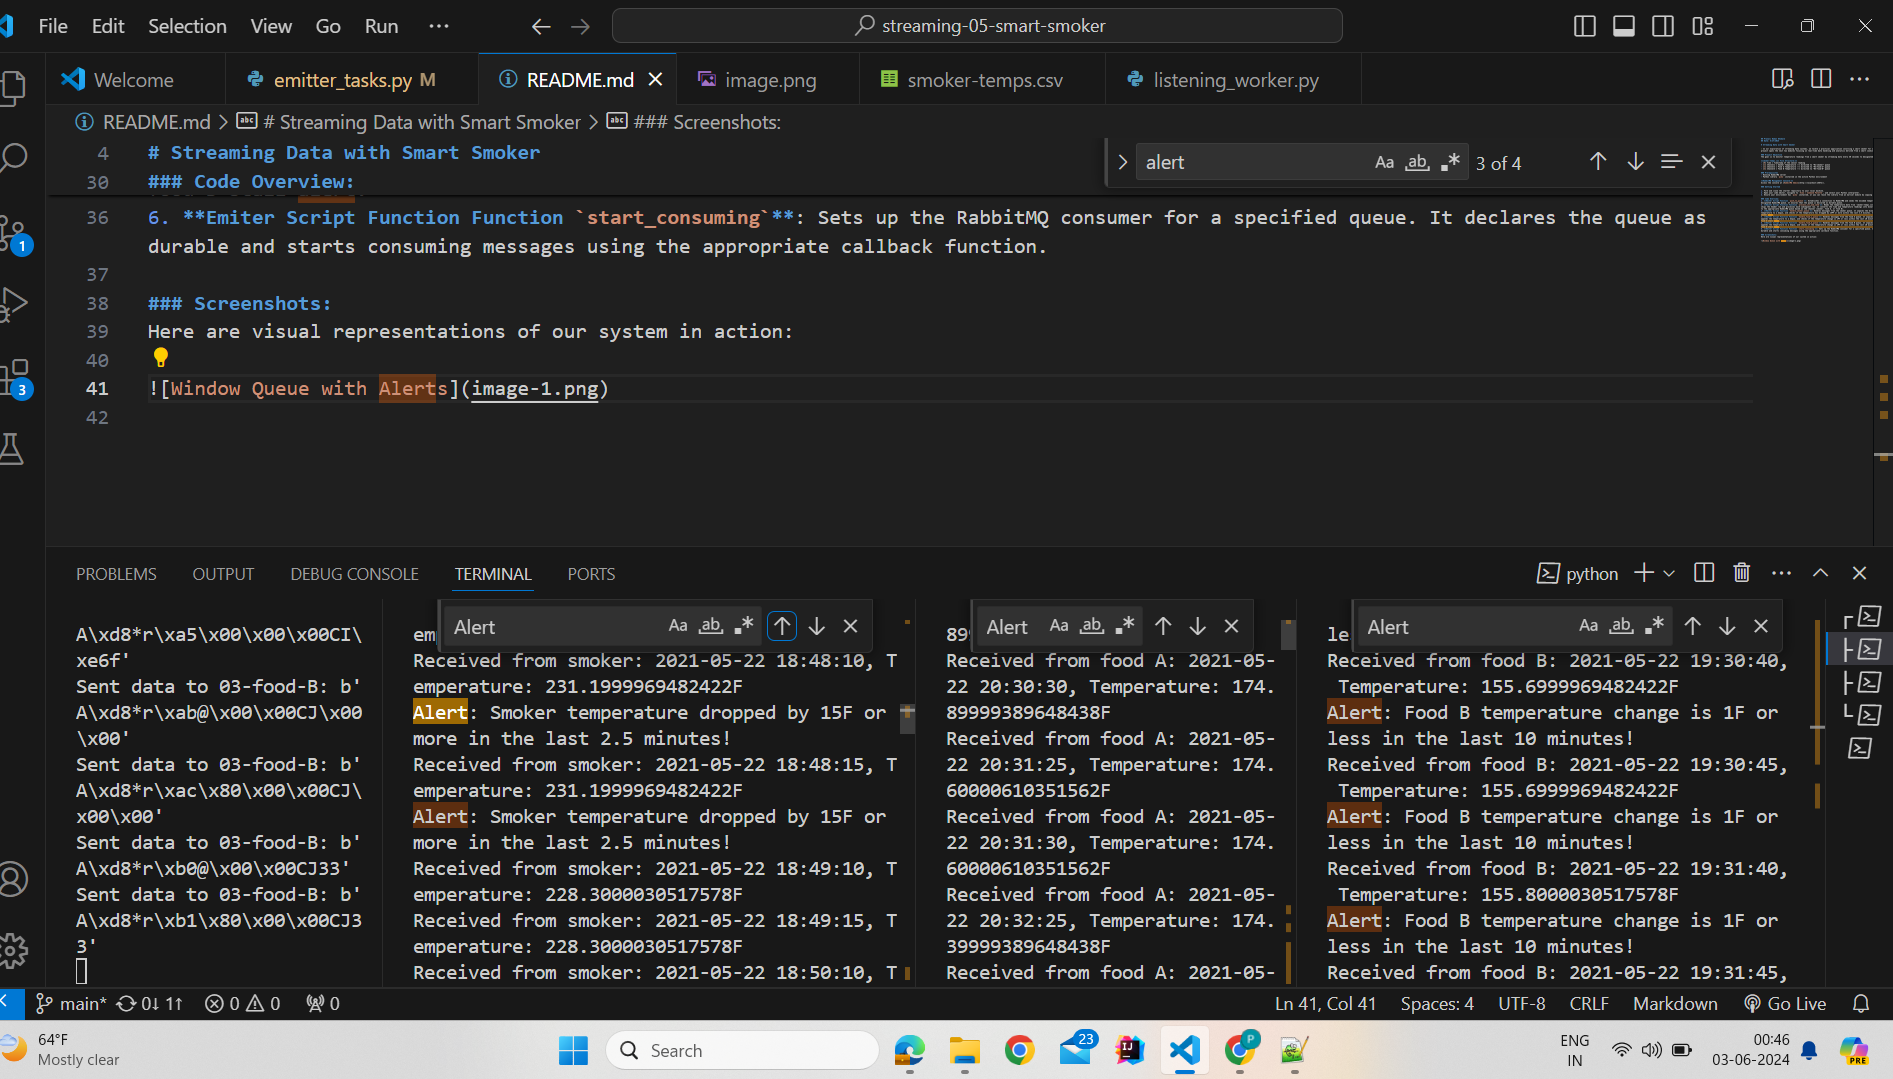 File Edit Selection View Go Run ··· streaming-05-smart-smoker
Welcome emitter_tasks.py M README.md image.png smoker-temps.csv listening_worker.py
README.md > # Streaming Data with Smart Smoker > ### Screenshots:
4 # Streaming Data with Smart Smoker
30 ### Code Overview:
alert Aa ab 3 of 4
36 6. **Emiter Script Function Function `start_consuming`**: Sets up the RabbitMQ consumer for a specified queue. It declares the queue as
durable and starts consuming messages using the appropriate callback function.
37
38 ### Screenshots:
39 Here are visual representations of our system in action:
40
41 ![Window Queue with Alerts](image-1.png)
42
1
3
PROBLEMS OUTPUT DEBUG CONSOLE TERMINAL PORTS python
A\xd8*r\xa5\x00\x00\x00CI\
xe6f'
Sent data to 03-food-B: b'
A\xd8*r\xab@\x00\x00CJ\x00
\x00'
Sent data to 03-food-B: b'
A\xd8*r\xac\x80\x00\x00CJ\
x00\x00'
Sent data to 03-food-B: b'
A\xd8*r\xb0@\x00\x00CJ33'
Sent data to 03-food-B: b'
A\xd8*r\xb1\x80\x00\x00CJ3
3'
Alert Aa ab
em
Received from smoker: 2021-05-22 18:48:10, T
emperature: 231.1999969482422F
Alert: Smoker temperature dropped by 15F or
more in the last 2.5 minutes!
Received from smoker: 2021-05-22 18:48:15, T
emperature: 231.1999969482422F
Alert: Smoker temperature dropped by 15F or
more in the last 2.5 minutes!
Received from smoker: 2021-05-22 18:49:10, T
emperature: 228.3000030517578F
Received from smoker: 2021-05-22 18:49:15, T
emperature: 228.3000030517578F
Received from smoker: 2021-05-22 18:50:10, T
Alert Aa ab
89
Received from food A: 2021-05-
22 20:30:30, Temperature: 174.
89999389648438F
Received from food A: 2021-05-
22 20:31:25, Temperature: 174.
60000610351562F
Received from food A: 2021-05-
22 20:31:30, Temperature: 174.
60000610351562F
Received from food A: 2021-05-
22 20:32:25, Temperature: 174.
39999389648438F
Received from food A: 2021-05-
Alert Aa ab
le
Received from food B: 2021-05-22 19:30:40,
Temperature: 155.6999969482422F
Alert: Food B temperature change is 1F or
less in the last 10 minutes!
Received from food B: 2021-05-22 19:30:45,
Temperature: 155.6999969482422F
Alert: Food B temperature change is 1F or
less in the last 10 minutes!
Received from food B: 2021-05-22 19:31:40,
Temperature: 155.8000030517578F
Alert: Food B temperature change is 1F or
less in the last 10 minutes!
Received from food B: 2021-05-22 19:31:45,
main* 0↓ 1↑ 0 0 0 Ln 41, Col 41 Spaces: 4 UTF-8 CRLF Markdown Go Live
64°F
Mostly clear
Search
23
P
ENG
IN
00:46
03-06-2024
PRE